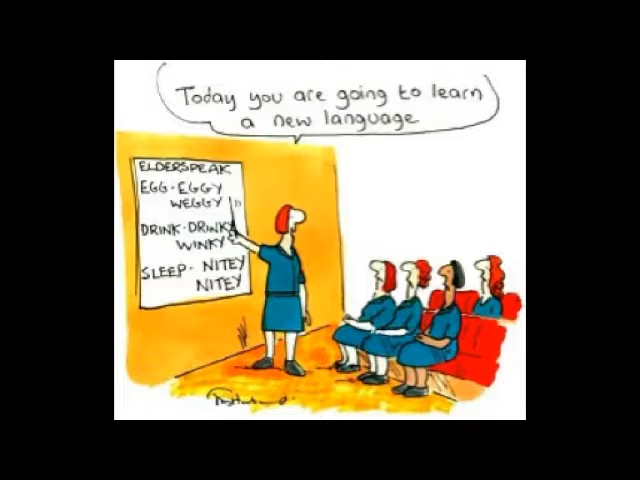 Today you are going to learn
a new language
ELDERSPEAK
EGG - EGGY
WEGGY
DRINK - DRINKY
WINKY
SLEEP - NITEY
NITEY